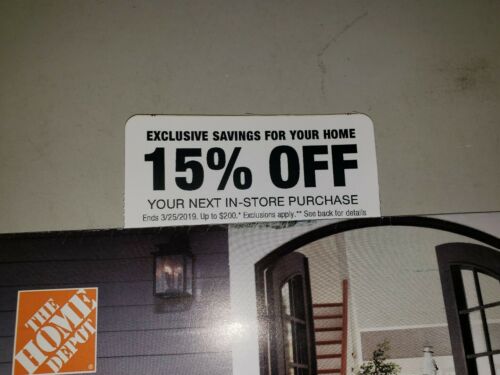 EXCLUSIVE SAVINGS FOR YOUR HOME
15% OFF
YOUR NEXT IN-STORE PURCHASE
Ends 3/25/2019. Up to $200.* Exclusions apply.** See back for details
THE
HOME
DEPOT